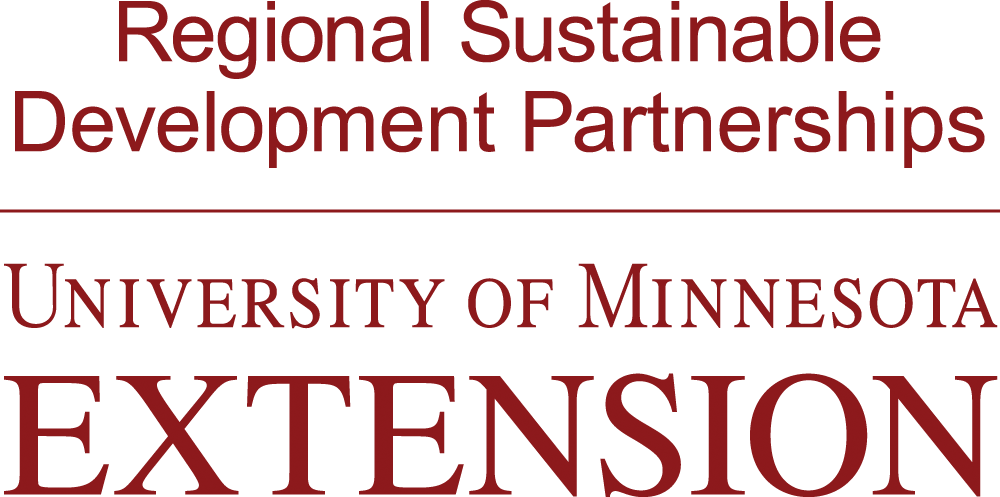 Regional Sustainable
Development Partnerships
UNIVERSITY OF MINNESOTA
EXTENSION